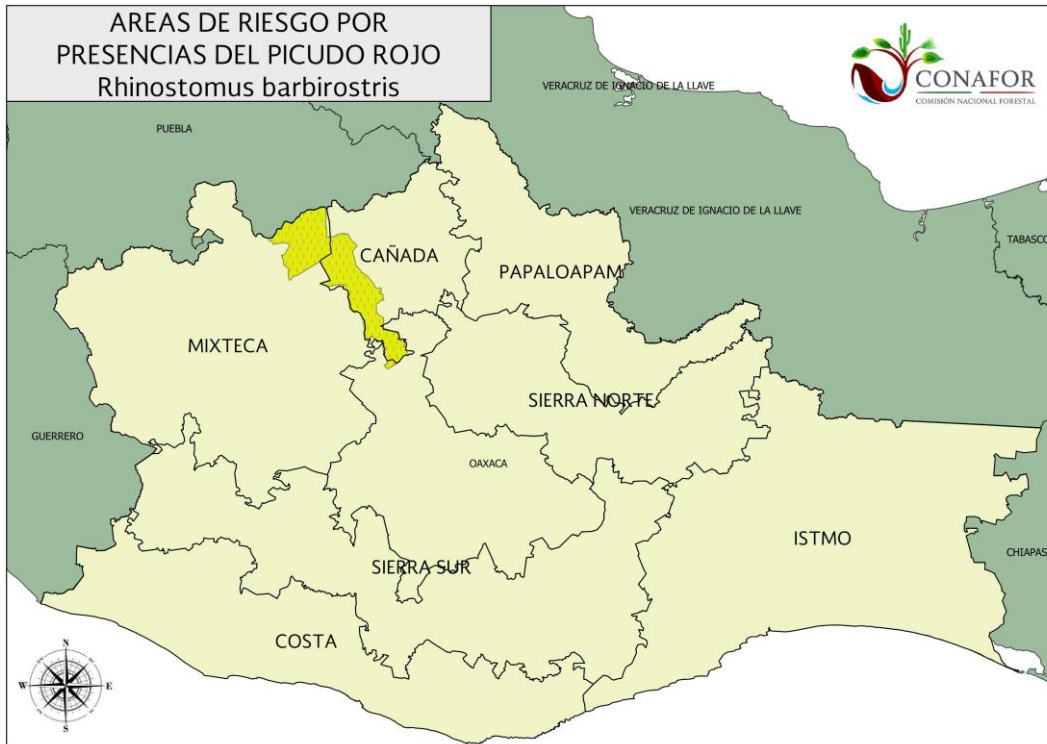 AREAS DE RIESGO POR
PRESENCIAS DEL PICUDO ROJO
Rhinostomus barbirostris
CONAFOR
COMISIÓN NACIONAL FORESTAL
VERACRUZ DE IGNACIO DE LA LLAVE
PUEBLA
VERACRUZ DE IGNACIO DE LA LLAVE
TABASCO
CAÑADA
PAPALOAPAM
MIXTECA
SIERRA NORTE
GUERRERO
OAXACA
ISTMO
CHIAPAS
SIERRA SUR
COSTA
N
W
E
S